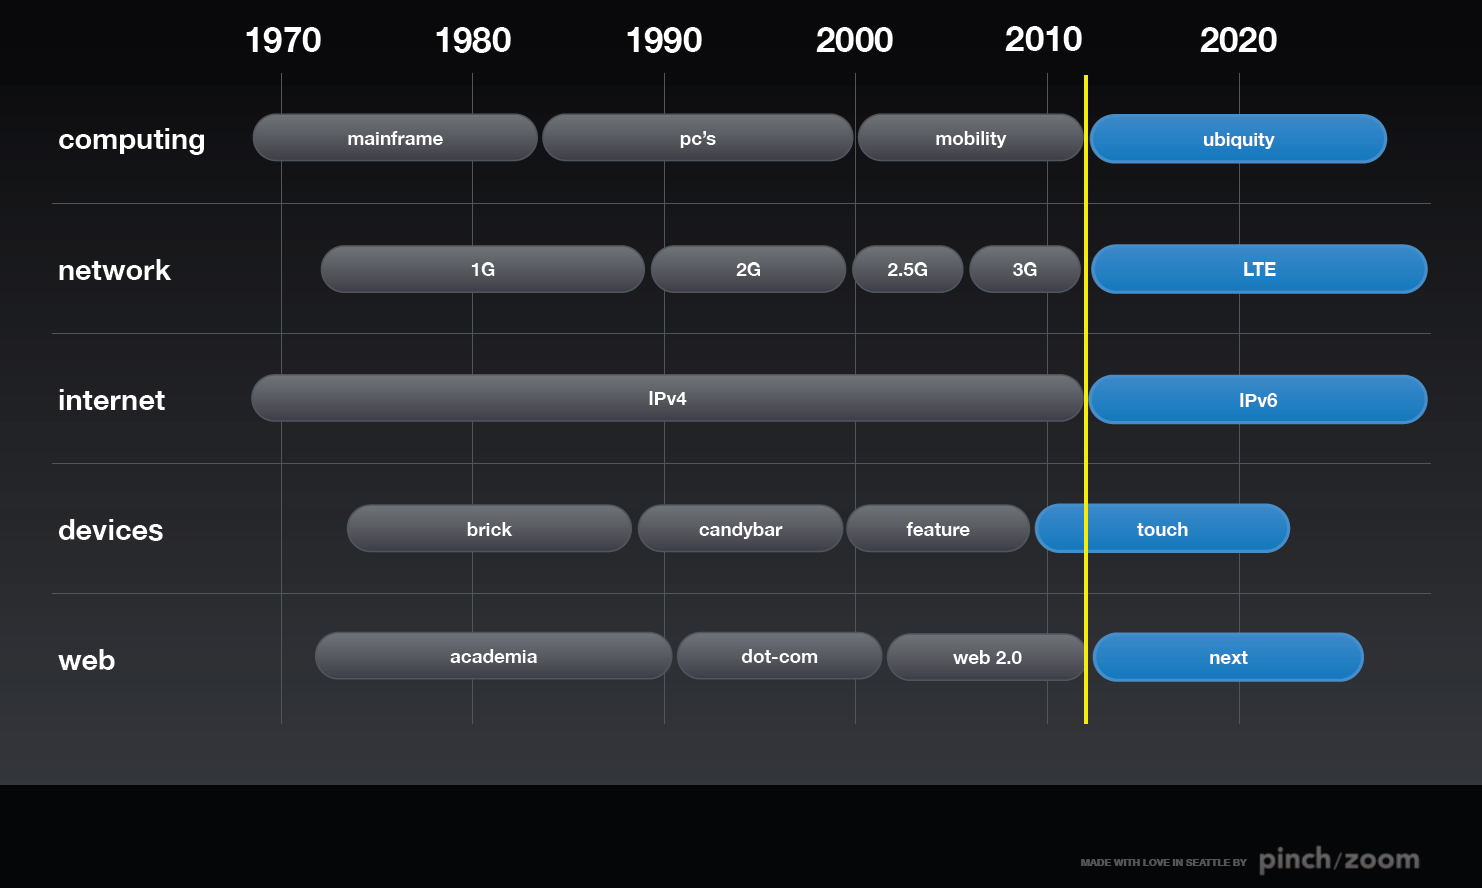 1970 1980 1990 2000 2010 2020
computing mainframe pc's mobility ubiquity
network 1G 2G 2.5G 3G LTE
internet IPv4 IPv6
devices brick candybar feature touch
web academia dot-com web 2.0 next
MADE WITH LOVE IN SEATTLE BY pinch/zoom